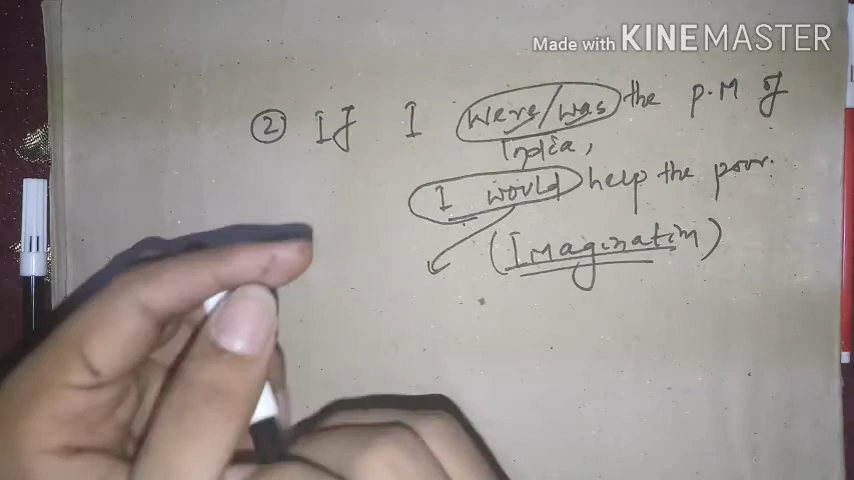 Made with KINEMASTER
② If I were/was the P.M of
India,
I would help the poor.
(Imagination)